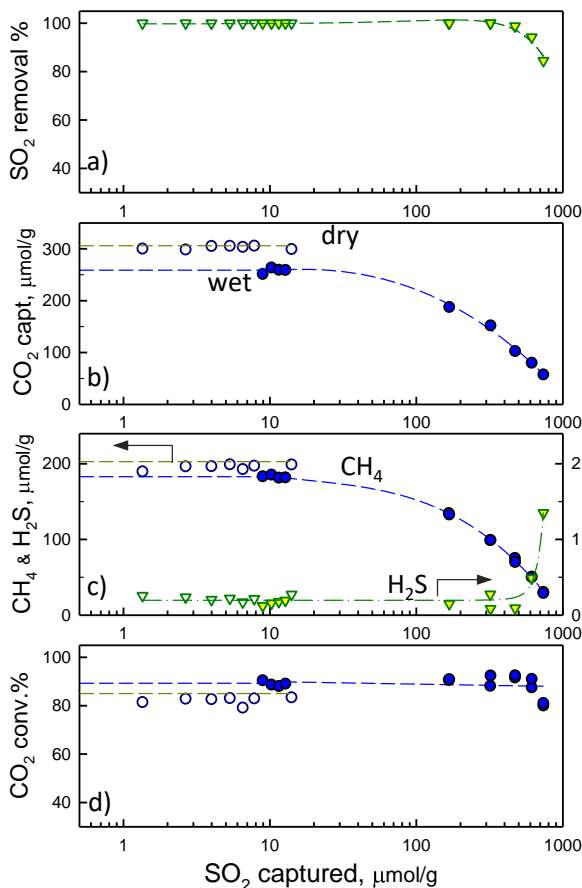 100
80
60
40
SO₂ removal %
a)
1 10 100 1000
300
200
100
0
CO₂ capt, μmol/g
dry
wet
b)
1 10 100 1000
200
100
0
2
1
0
CH₄ & H₂S, μmol/g
CH₄
H₂S
c)
1 10 100 1000
100
80
60
40
CO₂ conv.%
d)
1 10 100 1000
SO₂ captured, μmol/g